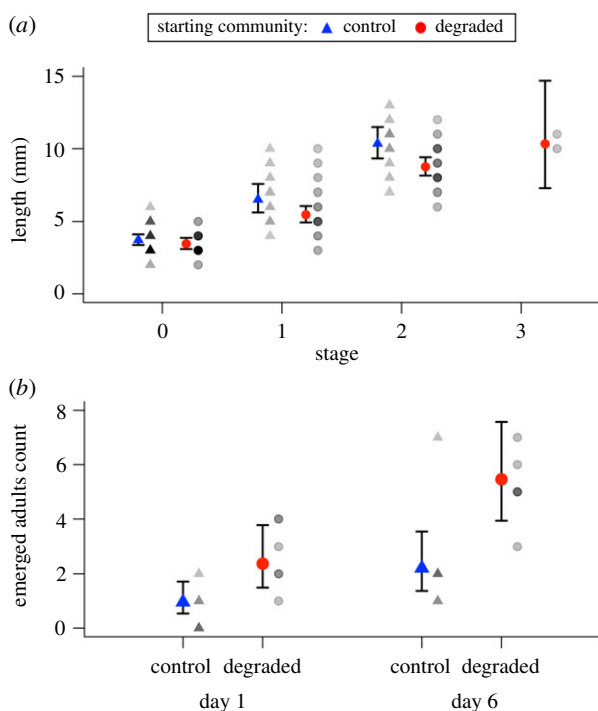 (a)
starting community: control degraded
15
10
5
0
length (mm)
0 1 2 3
stage
(b)
8
6
4
2
0
emerged adults count
control degraded control degraded
day 1 day 6